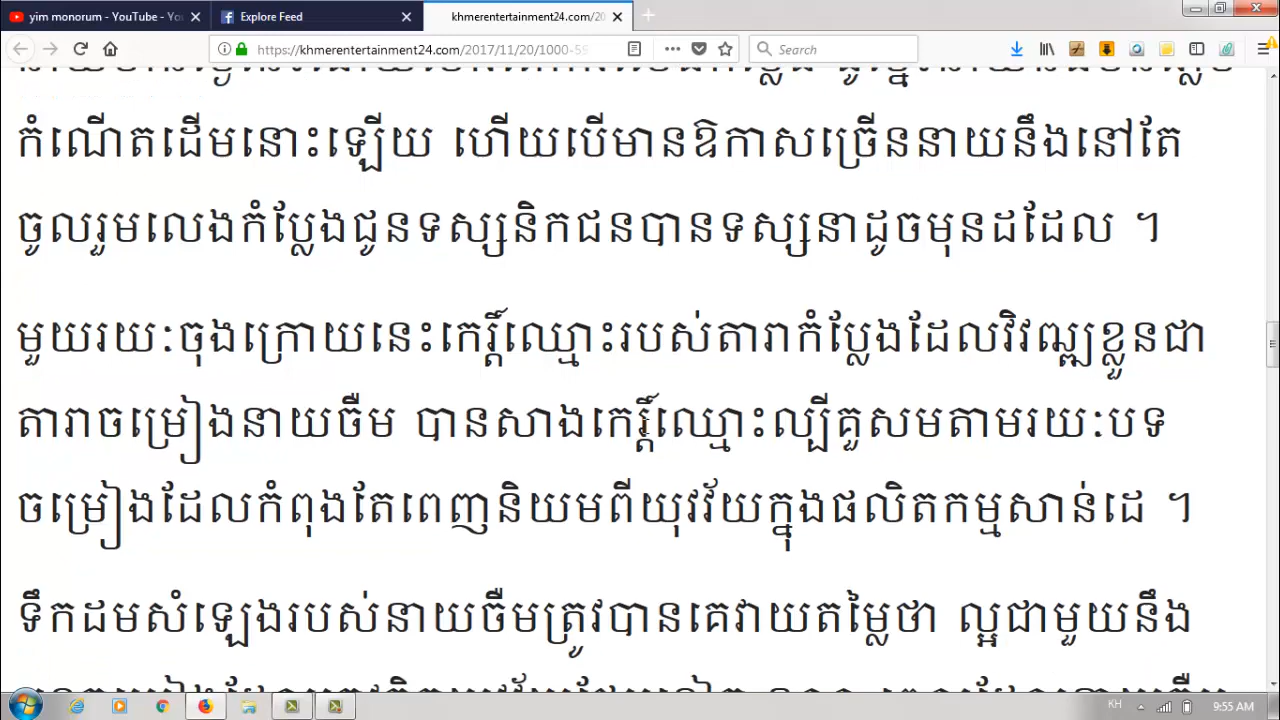 yim monorum - YouTube - Yo
Explore Feed
khmerentertainment24.com/20
https://khmerentertainment24.com/2017/11/20/1000-59
Search
កំណើតដើមនោះឡើយ ហើយបើមានឱកាសច្រើននាយនឹងនៅតែ
ចូលរួមលេងកំប្លែងជូនទស្សនិកជនបានទស្សនាដូចមុនដដែល ។
មួយរយៈចុងក្រោយនេះកេរ្តិ៍ឈ្មោះរបស់តារាកំប្លែងដែលវិវឌ្ឍខ្លួនជា
តារាចម្រៀងនាយចឺម បានសាងកេរ្តិ៍ឈ្មោះល្បីគួសមតាមរយៈបទ
ចម្រៀងដែលកំពុងតែពេញនិយមពីយុវវ័យក្នុងផលិតកម្មសាន់ដេ ។
ទឹកដមសំឡេងរបស់នាយចឺមត្រូវបានគេវាយតម្លៃថា ល្អជាមួយនឹង
KH
9:55 AM